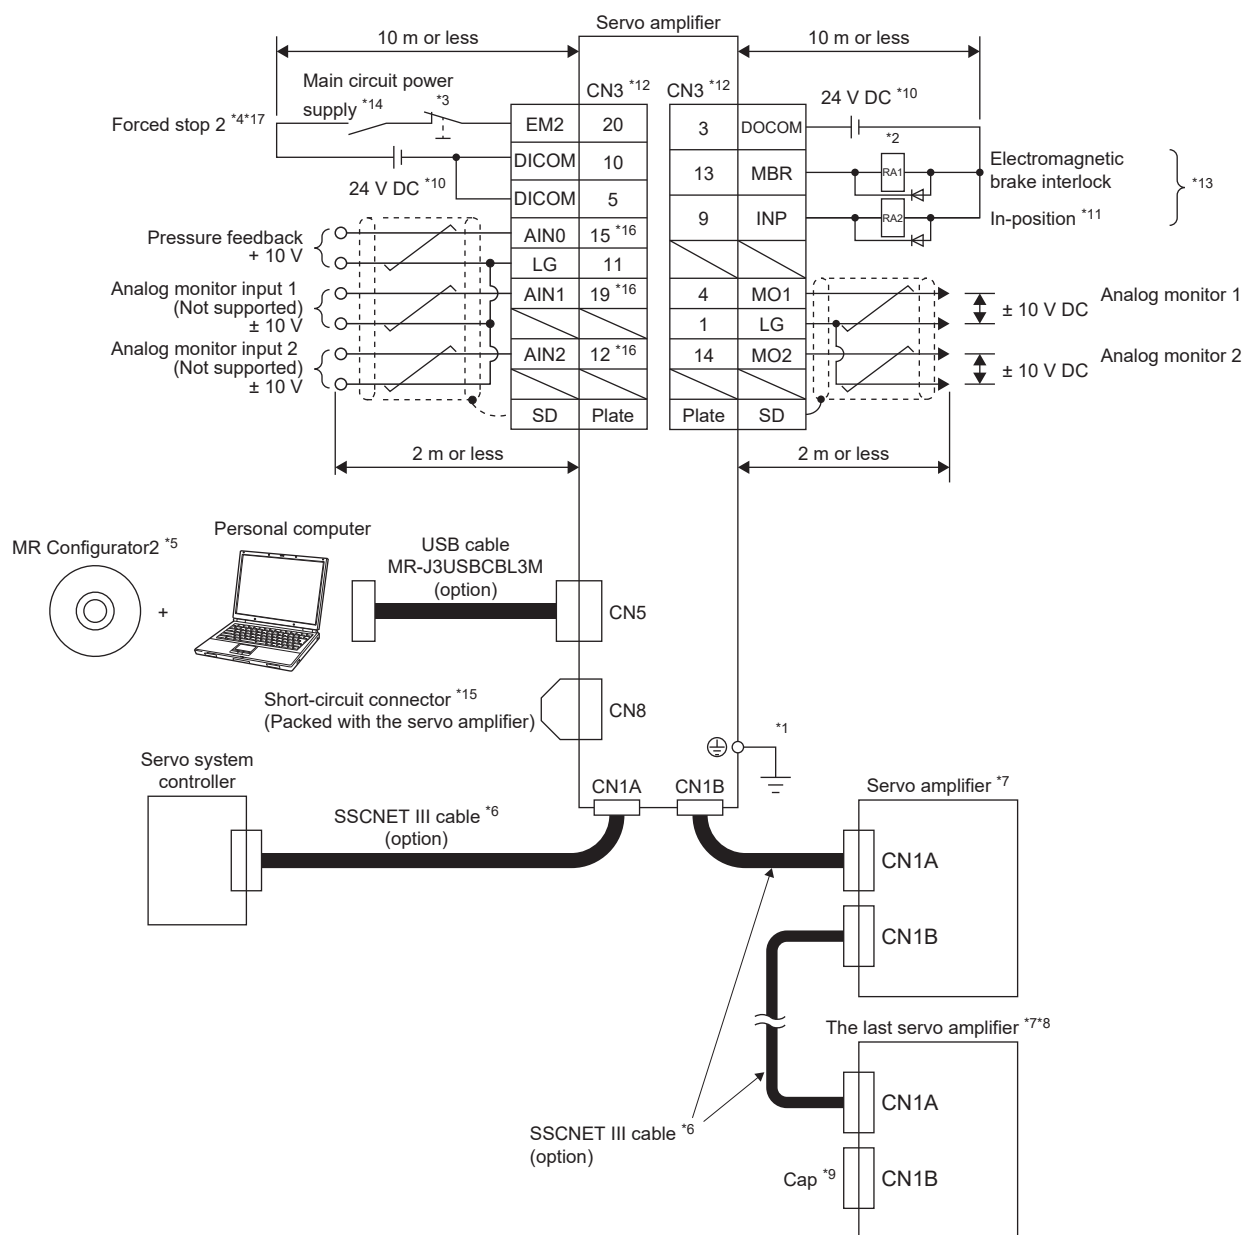 Servo amplifier
10 m or less
10 m or less
Main circuit power
supply *14
*3
CN3 *12
CN3 *12
24 V DC *10
Forced stop 2 *4*17
EM2 20
3 DOCOM
*2
DICOM 10
24 V DC *10
13 MBR
RA1
Electromagnetic
brake interlock
*13
DICOM 5
9 INP
RA2
In-position *11
Pressure feedback
+ 10 V
AIN0 15 *16
LG 11
Analog monitor input 1
(Not supported)
± 10 V
AIN1 19 *16
4 MO1
Analog monitor 1
± 10 V DC
1 LG
Analog monitor input 2
(Not supported)
± 10 V
AIN2 12 *16
14 MO2
Analog monitor 2
± 10 V DC
SD Plate
Plate SD
2 m or less
2 m or less
MR Configurator2 *5
Personal computer
+
USB cable
MR-J3USBCBL3M
(option)
CN5
Short-circuit connector *15
(Packed with the servo amplifier)
CN8
*1
Servo system
controller
CN1A
CN1B
Servo amplifier *7
SSCNET III cable *6
(option)
CN1A
CN1B
The last servo amplifier *7*8
CN1A
SSCNET III cable *6
(option)
Cap *9
CN1B